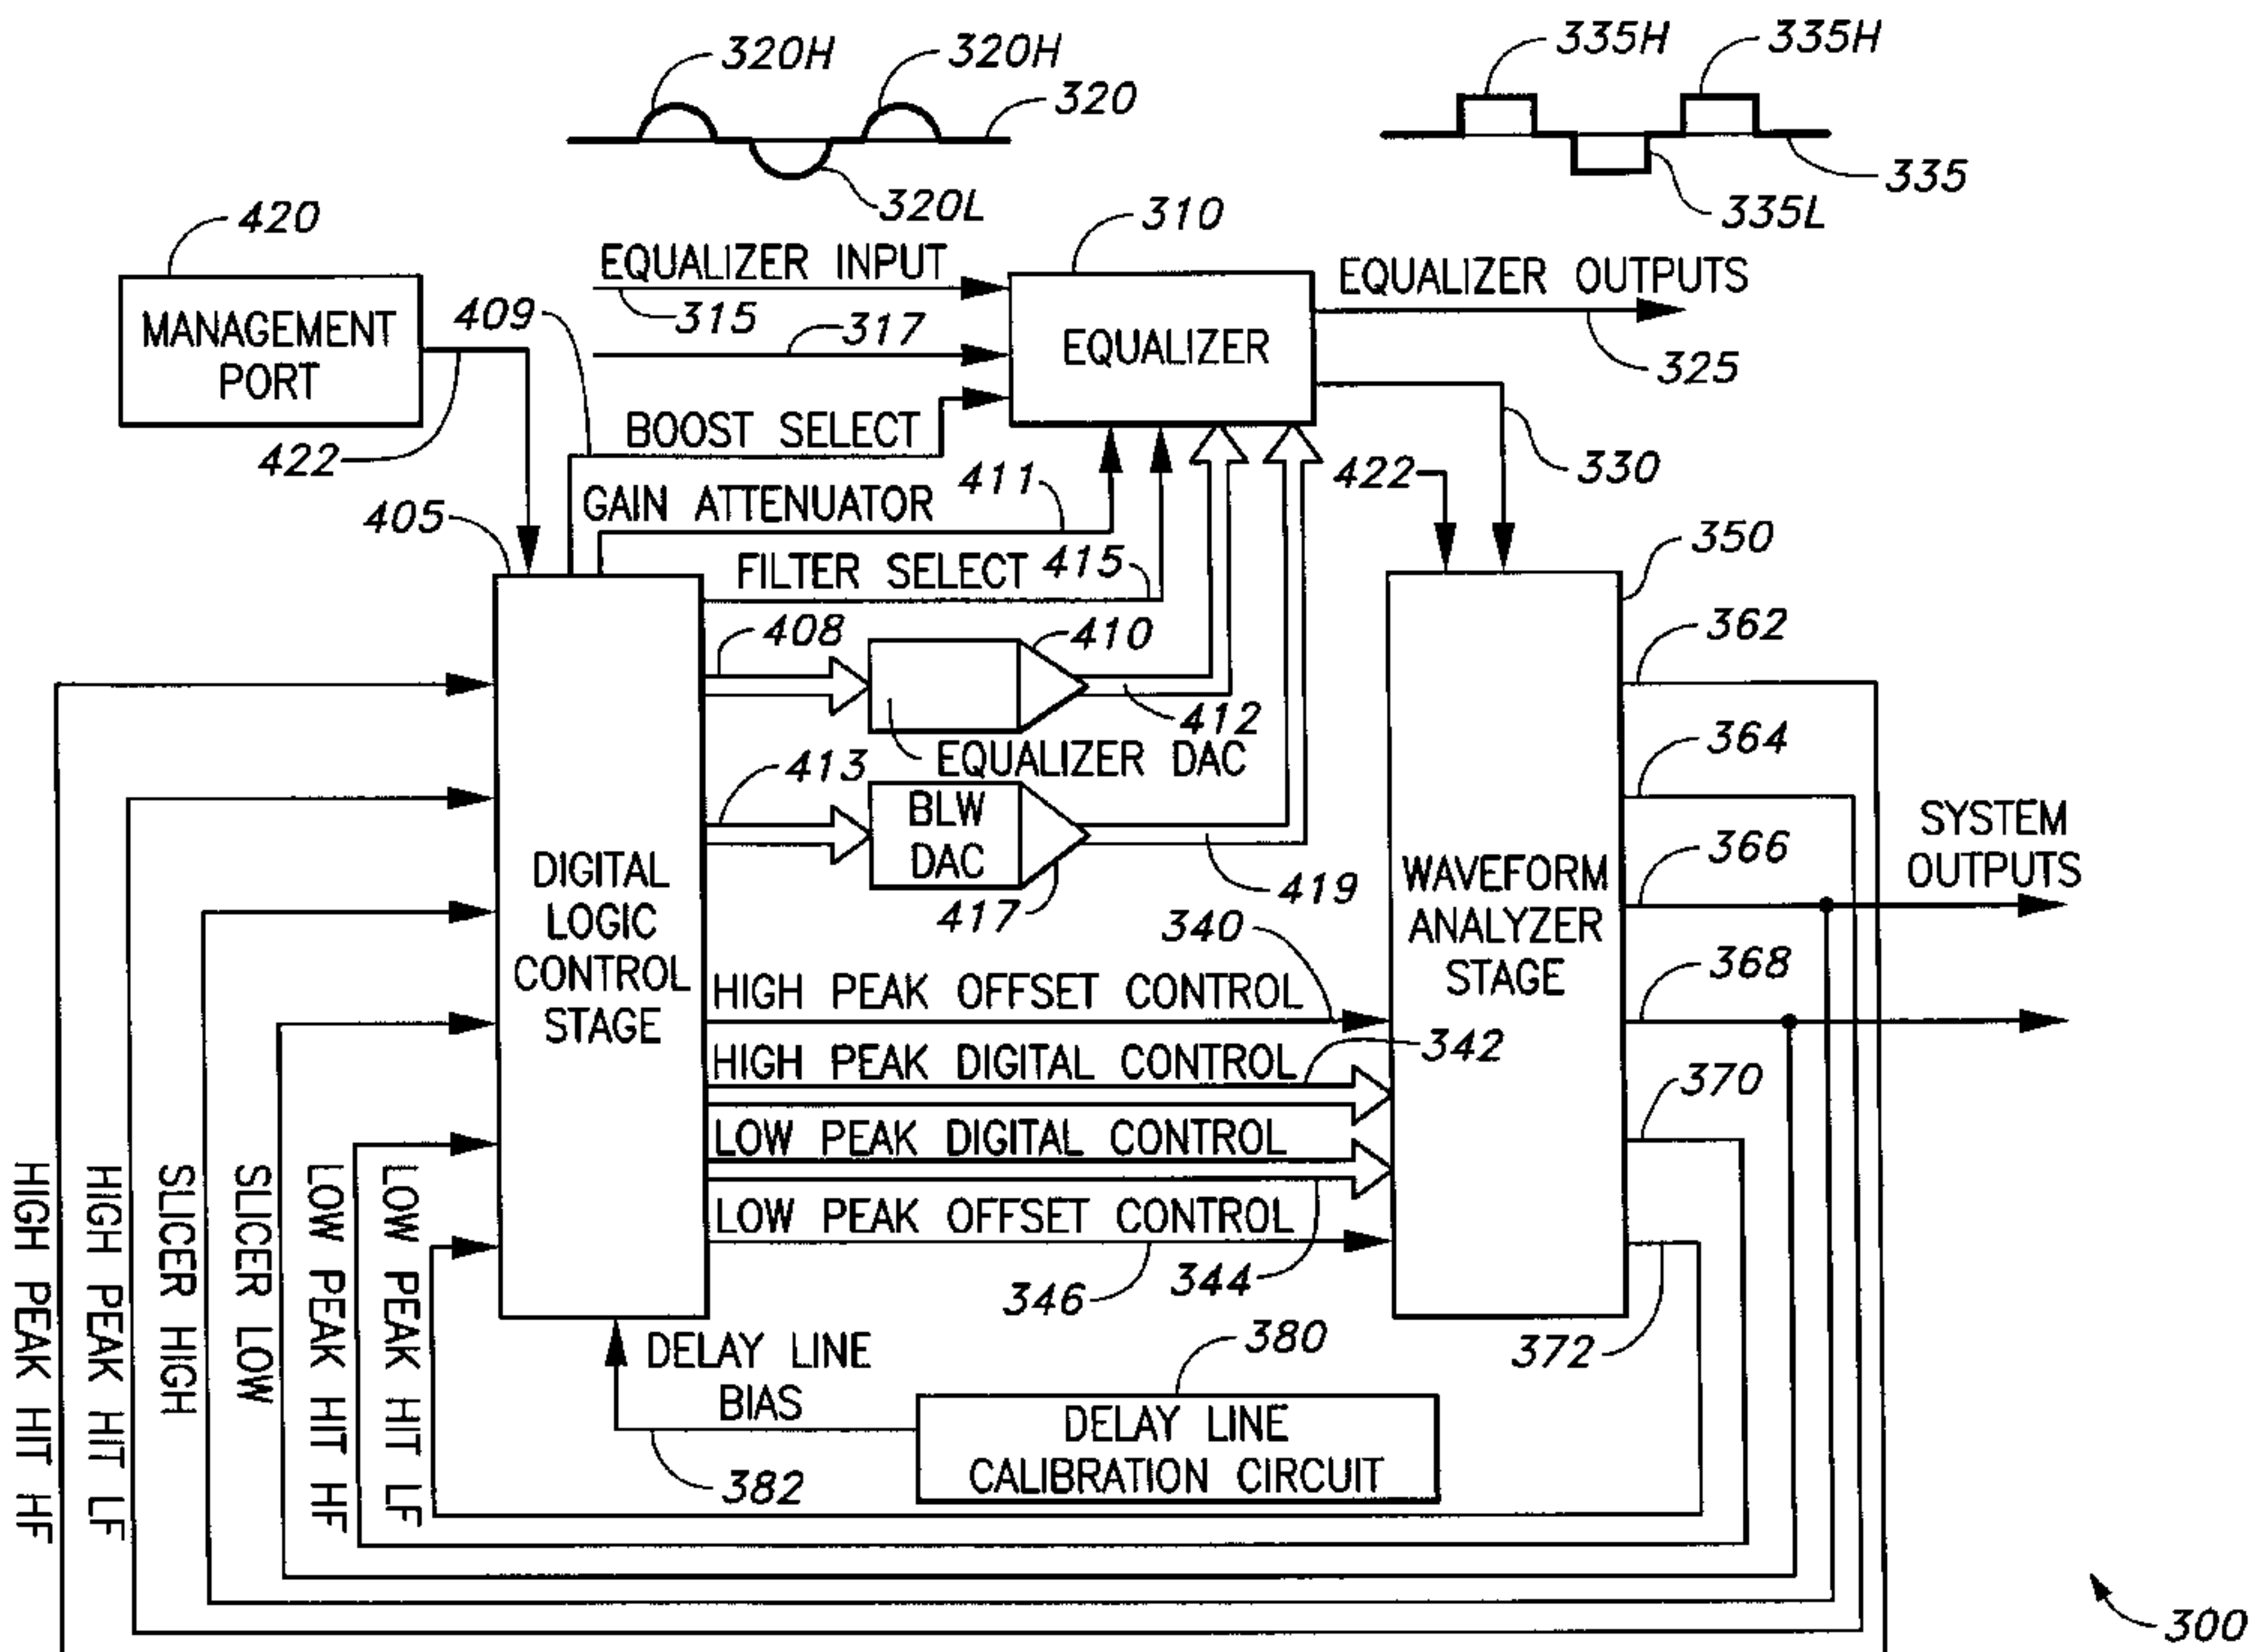 320H
320H
320
320L
335H
335H
335
335L
420
MANAGEMENT
PORT
422
EQUALIZER INPUT
315
317
409
310
EQUALIZER
EQUALIZER OUTPUTS
325
330
BOOST SELECT
GAIN ATTENUATOR
411
FILTER SELECT
415
405
422
350
408
410
412
EQUALIZER DAC
413
BLW
DAC
417
419
DIGITAL
LOGIC
CONTROL
STAGE
WAVEFORM
ANALYZER
STAGE
362
364
366
368
370
372
SYSTEM
OUTPUTS
HIGH PEAK OFFSET CONTROL
340
HIGH PEAK DIGITAL CONTROL
342
LOW PEAK DIGITAL CONTROL
344
LOW PEAK OFFSET CONTROL
346
DELAY LINE
BIAS
382
380
DELAY LINE
CALIBRATION CIRCUIT
HIGH PEAK HIT HF
HIGH PEAK HIT LF
SLICER HIGH
SLICER LOW
LOW PEAK HIT HF
LOW PEAK HIT LF
300